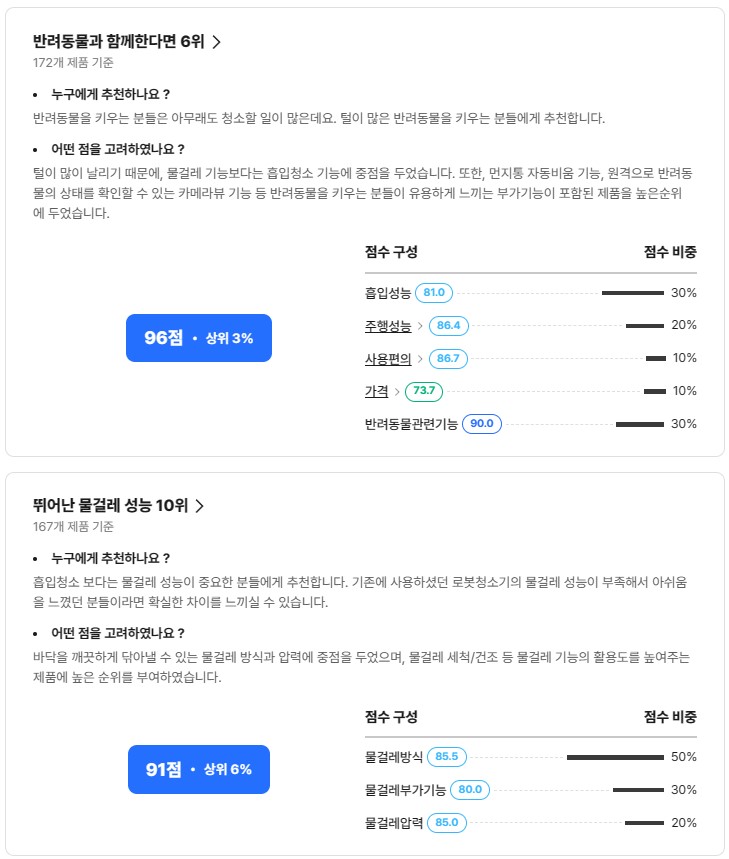 반려동물과 함께한다면 6위 >
172개 제품 기준
• 누구에게 추천하나요 ?
반려동물을 키우는 분들은 아무래도 청소할 일이 많은데요. 털이 많은 반려동물을 키우는 분들에게 추천합니다.
• 어떤 점을 고려하였나요 ?
털이 많이 날리기 때문에, 물걸레 기능보다는 흡입청소 기능에 중점을 두었습니다. 또한, 먼지통 자동비움 기능, 원격으로 반려동
물의 상태를 확인할 수 있는 카메라뷰 기능 등 반려동물을 키우는 분들이 유용하게 느끼는 부가기능이 포함된 제품을 높은순위
에 두었습니다.
점수 구성 점수 비중
흡입성능 81.0 30%
주행성능 > 86.4 20%
96점 • 상위 3%
사용편의 > 86.7 10%
가격 > 73.7 10%
반려동물관련기능 90.0 30%
뛰어난 물걸레 성능 10위 >
167개 제품 기준
• 누구에게 추천하나요 ?
흡입청소 보다는 물걸레 성능이 중요한 분들에게 추천합니다. 기존에 사용하셨던 로봇청소기의 물걸레 성능이 부족해서 아쉬움
을 느꼈던 분들이라면 확실한 차이를 느끼실 수 있습니다.
• 어떤 점을 고려하였나요 ?
바닥을 깨끗하게 닦아낼 수 있는 물걸레 방식과 압력에 중점을 두었으며, 물걸레 세척/건조 등 물걸레 기능의 활용도를 높여주는
제품에 높은 순위를 부여하였습니다.
점수 구성 점수 비중
물걸레방식 85.5 50%
91점 • 상위 6%
물걸레부가기능 80.0 30%
물걸레압력 85.0 20%